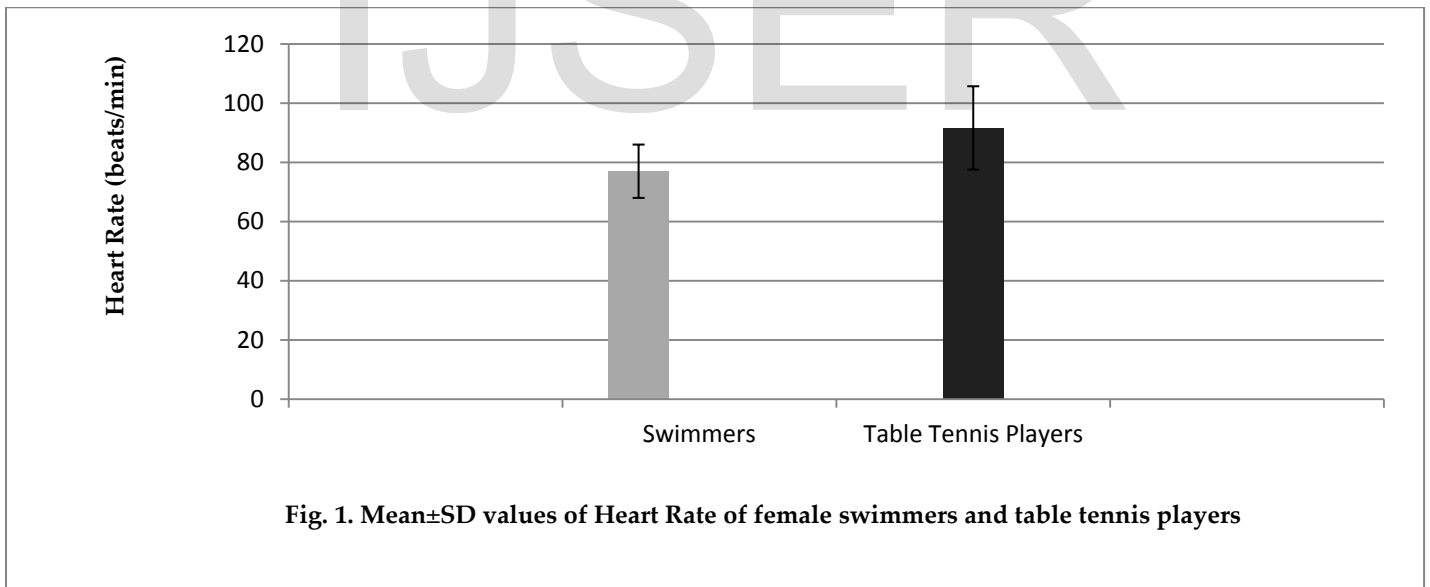 IJSER
Heart Rate (beats/min)
120
100
80
60
40
20
0
Swimmers Table Tennis Players
Fig. 1. Mean±SD values of Heart Rate of female swimmers and table tennis players